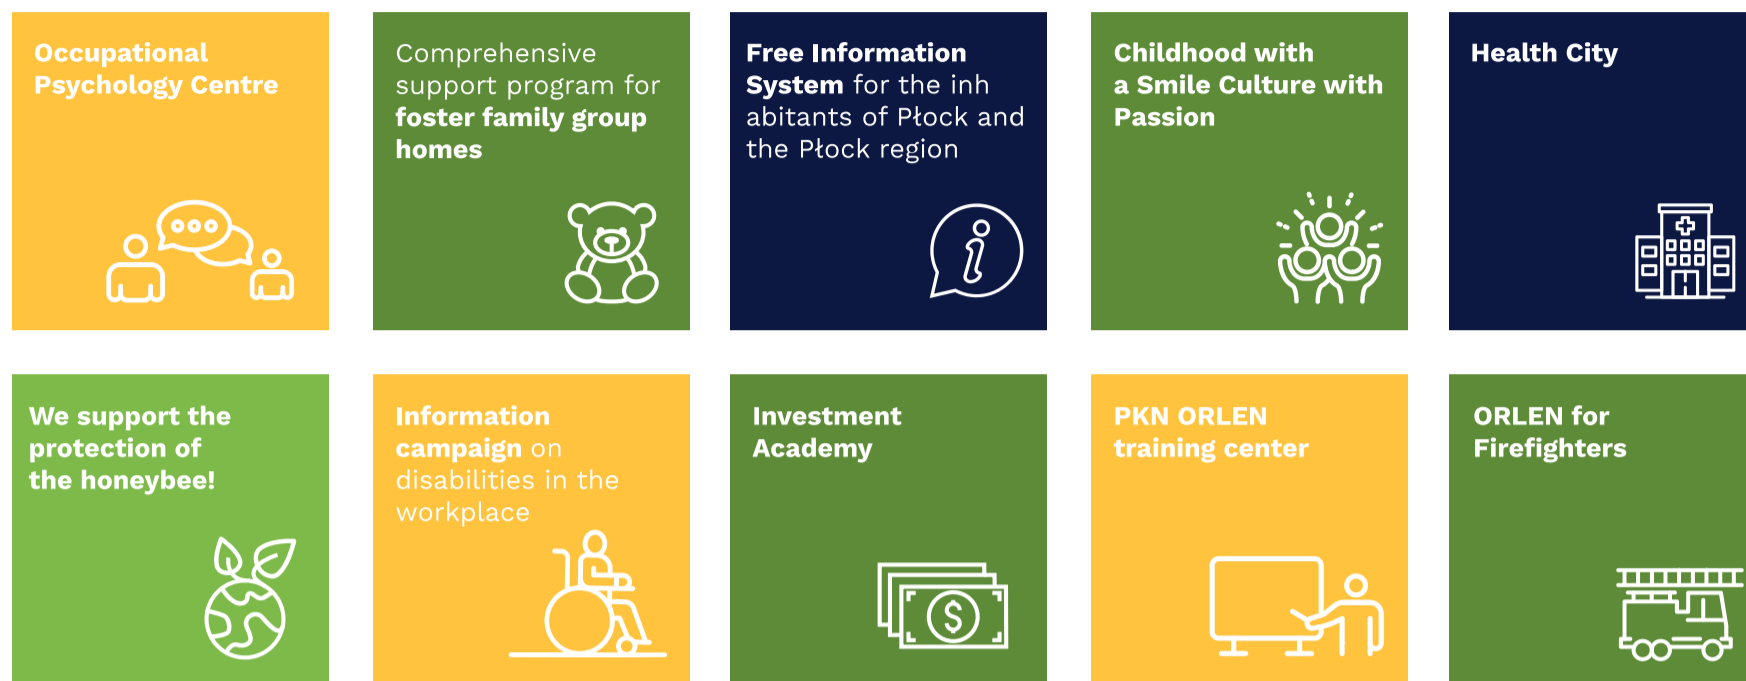 Occupational
Psychology Centre
Comprehensive
support program for
foster family group
homes
Free Information
System for the inh
abitants of Płock and
the Płock region
Childhood with
a Smile Culture with
Passion
Health City
We support the
protection of
the honeybee!
Information
campaign on
disabilities in the
workplace
Investment
Academy
PKN ORLEN
training center
ORLEN for
Firefighters